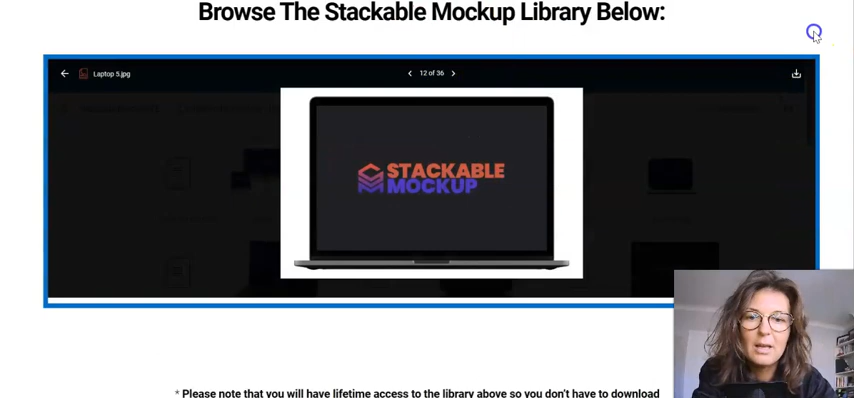 Browse The Stackable Mockup Library Below:
Laptop 5.jpg
12 of 36
STACKABLE
MOCKUP
* Please note that you will have lifetime access to the library above so you don't have to download